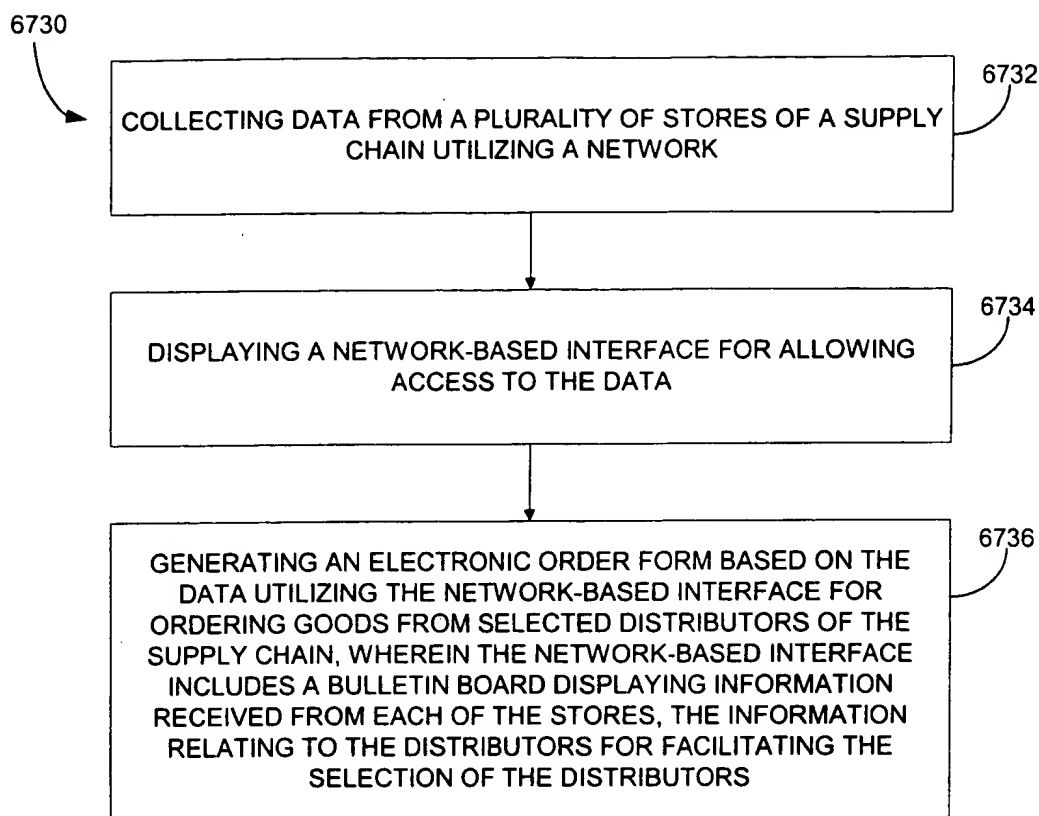 6730
6732
COLLECTING DATA FROM A PLURALITY OF STORES OF A SUPPLY
CHAIN UTILIZING A NETWORK
6734
DISPLAYING A NETWORK-BASED INTERFACE FOR ALLOWING
ACCESS TO THE DATA
6736
GENERATING AN ELECTRONIC ORDER FORM BASED ON THE
DATA UTILIZING THE NETWORK-BASED INTERFACE FOR
ORDERING GOODS FROM SELECTED DISTRIBUTORS OF THE
SUPPLY CHAIN, WHEREIN THE NETWORK-BASED INTERFACE
INCLUDES A BULLETIN BOARD DISPLAYING INFORMATION
RECEIVED FROM EACH OF THE STORES, THE INFORMATION
RELATING TO THE DISTRIBUTORS FOR FACILITATING THE
SELECTION OF THE DISTRIBUTORS